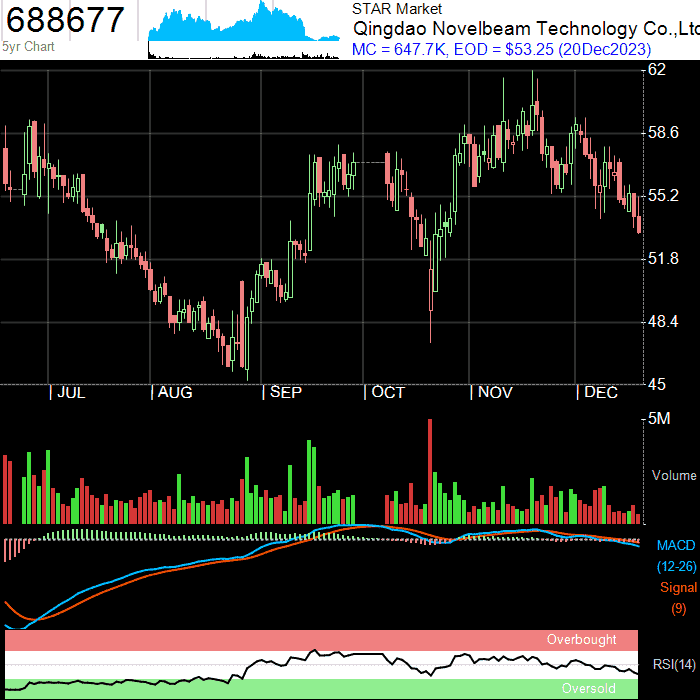 688677
5yr Chart
STAR Market
Qingdao Novelbeam Technology Co.,Ltd
MC = 647.7K, EOD = $53.25 (20Dec2023)
62
58.6
55.2
51.8
48.4
45
JUL
AUG
SEP
OCT
NOV
DEC
5M
Volume
MACD
(12-26)
Signal
(9)
Overbought
RSI(14)
Oversold